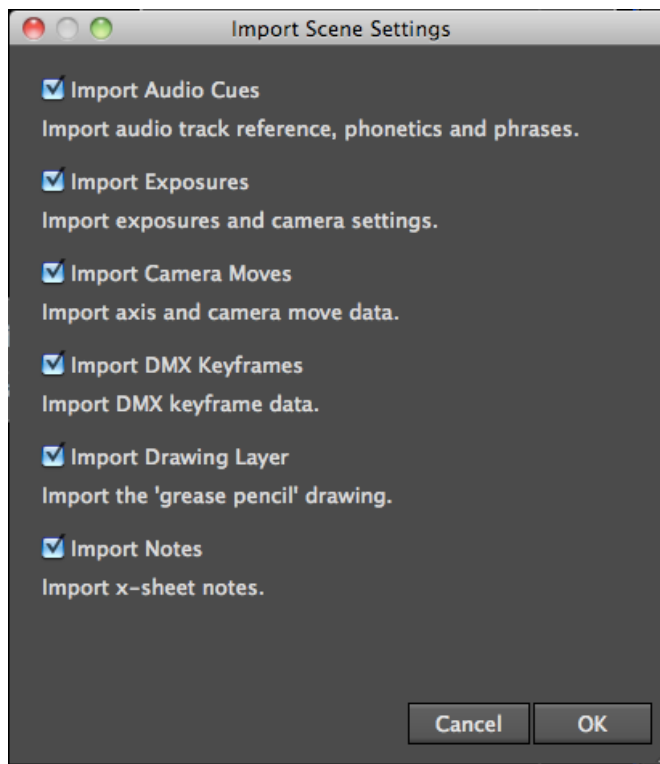 Import Scene Settings
Import Audio Cues
Import audio track reference, phonetics and phrases.
Import Exposures
Import exposures and camera settings.
Import Camera Moves
Import axis and camera move data.
Import DMX Keyframes
Import DMX keyframe data.
Import Drawing Layer
Import the 'grease pencil' drawing.
Import Notes
Import x-sheet notes.
Cancel OK